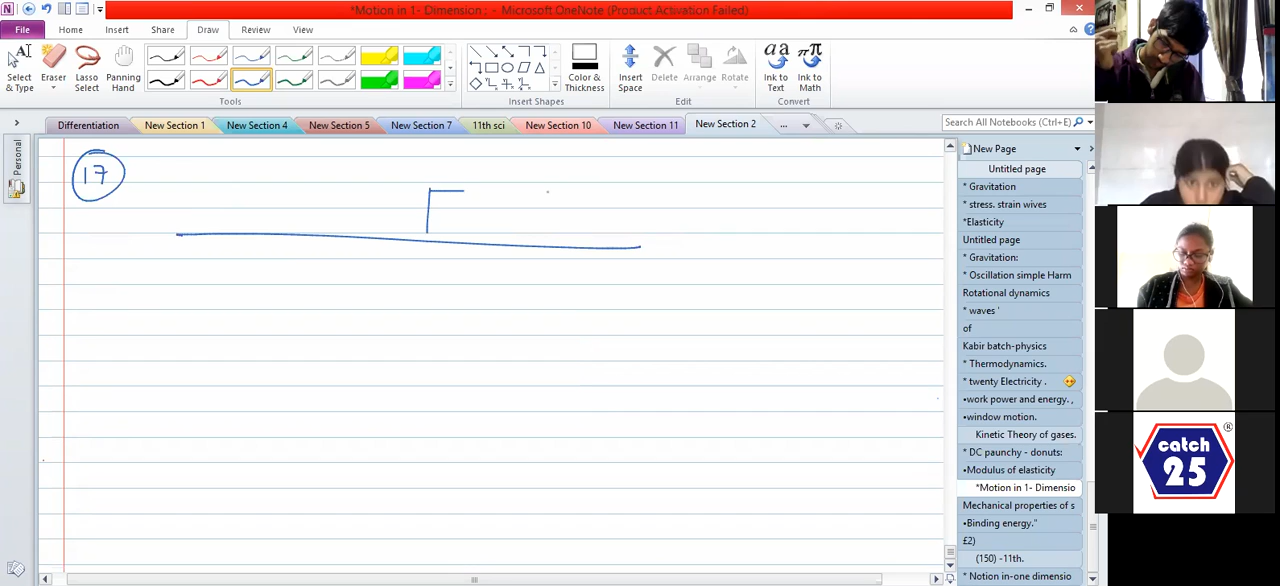 *Motion in 1- Dimension : - Microsoft OneNote (Product Activation Failed)
File Home Insert Share Draw Review View
Select & Type
Eraser
Lasso Select
Panning Hand
Color & Thickness
Insert Space
Delete
Arrange
Rotate
Ink to Text
Ink to Math
Tools
Insert Shapes
Edit
Convert
Differentiation New Section 1 New Section 4 New Section 5 New Section 7 11th sci New Section 10 New Section 11 New Section 2 ...
Search All Notebooks (Ctrl+E)
Personal
17
New Page
Untitled page
* Gravitation
* stress. strain wives
*Elasticity
Untitled page
* Gravitation:
* Oscillation simple Harm
Rotational dynamics
* waves '
of
Kabir batch-physics
* Thermodynamics.
* twenty Electricity .
•work power and energy. ,
•window motion.
Kinetic Theory of gases.
* DC paunchy - donuts:
•Modulus of elasticity
*Motion in 1- Dimensio
Mechanical properties of s
•Binding energy."
£2)
(150) -11th.
* Notion in-one dimensio
catch
25
®